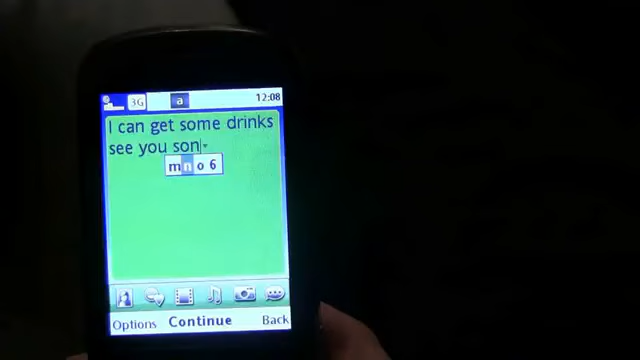 3G a 12:08
I can get some drinks
see you son
m n o 6
Options Continue Back